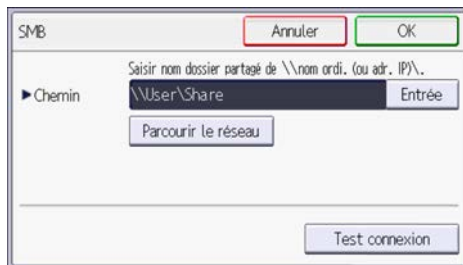 SMB
Annuler
OK
Saisir nom dossier partagé de \\nom ordi. (ou adr. IP)\.
►Chemin
\\User\Share
Entrée
Parcourir le réseau
Test connexion